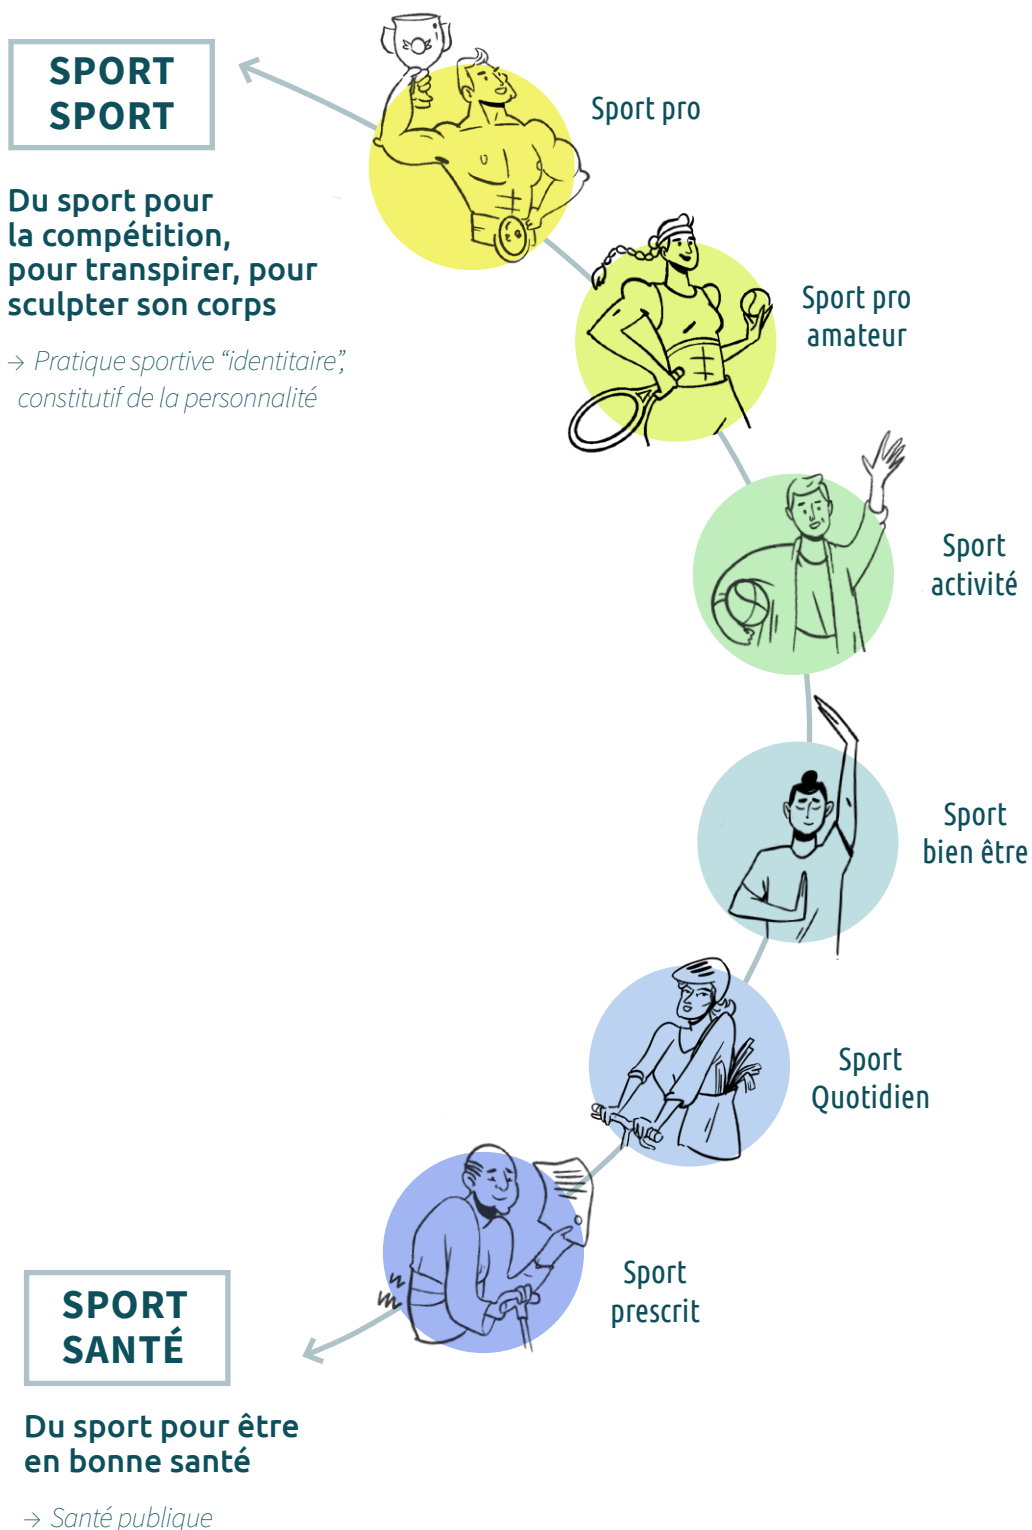 SPORT
SPORT
Du sport pour
la compétition,
pour transpirer, pour
sculpter son corps
→ Pratique sportive “identitaire”,
constitutif de la personnalité
Sport pro
Sport pro
amateur
Sport
activité
Sport
bien être
Sport
Quotidien
Sport
prescrit
SPORT
SANTÉ
Du sport pour être
en bonne santé
→ Santé publique